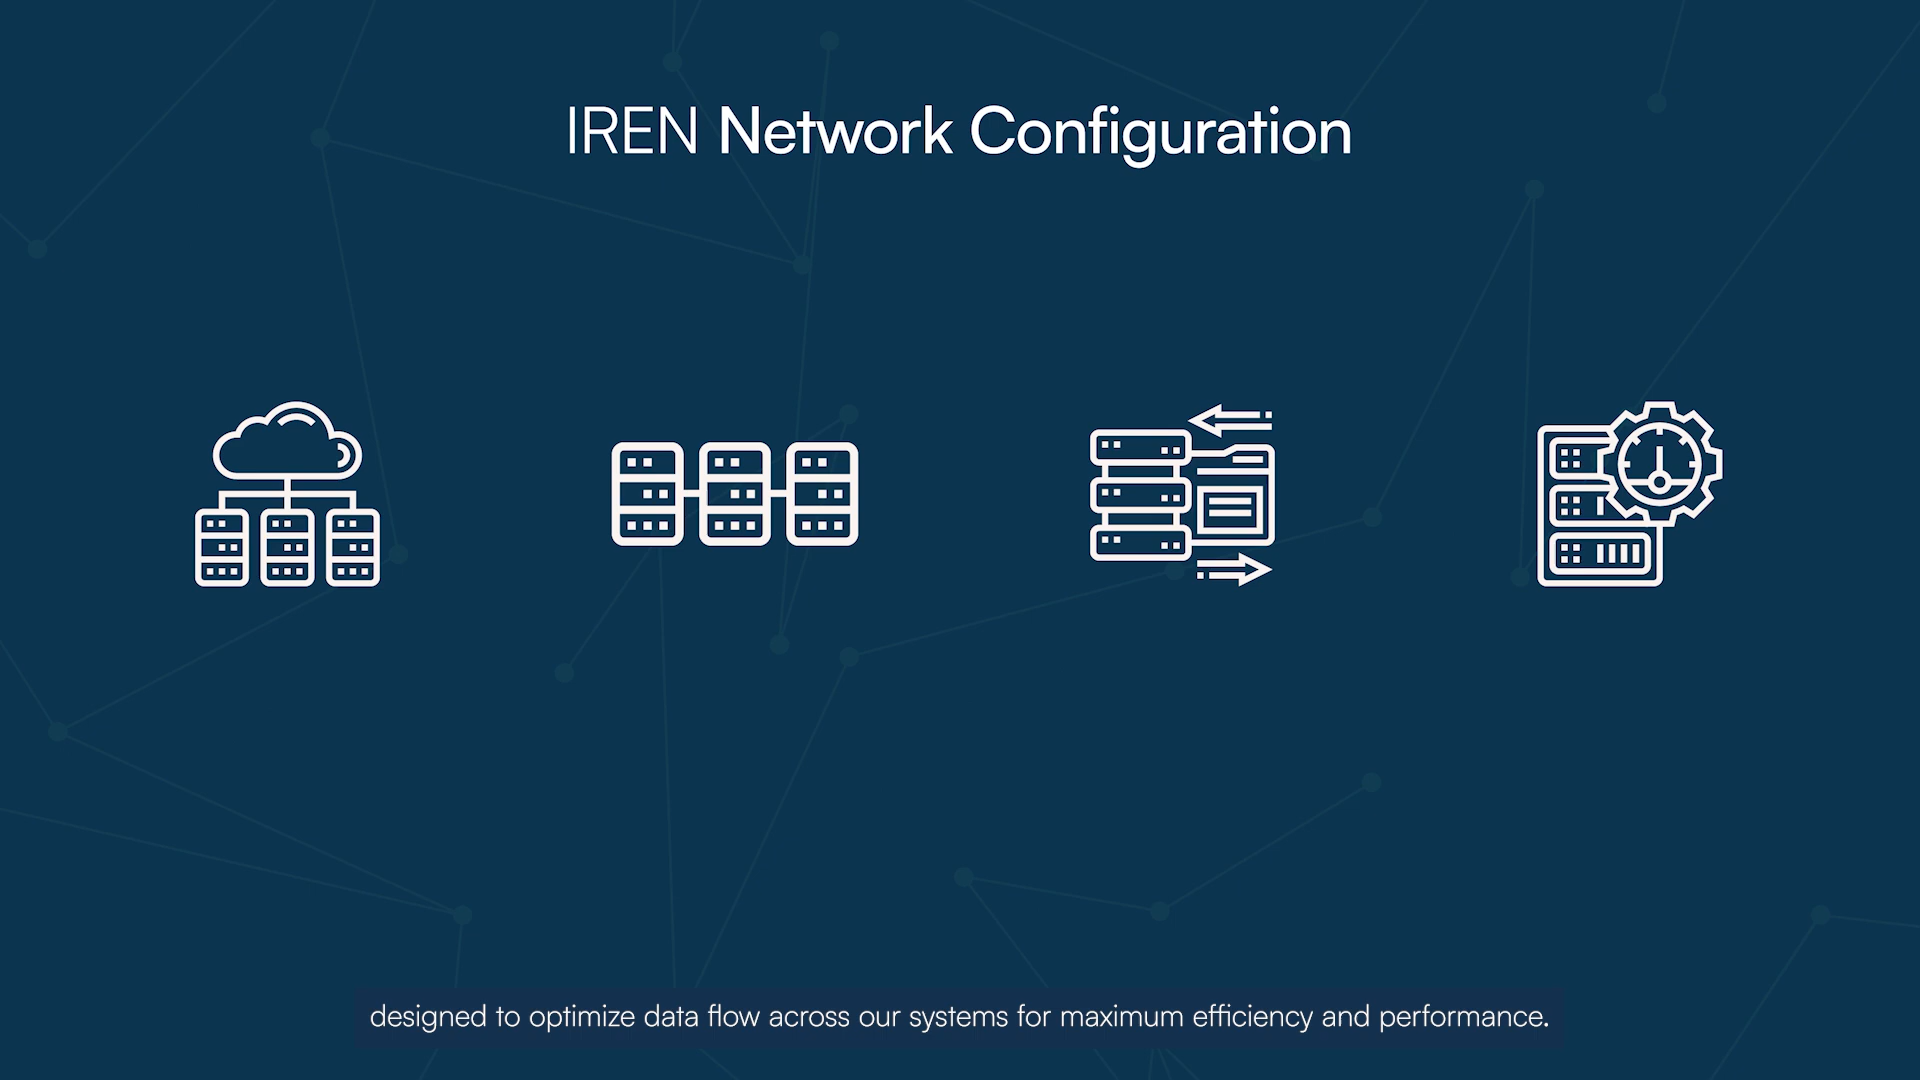 IREN Network Configuration
designed to optimize data flow across our systems for maximum efficiency and performance.